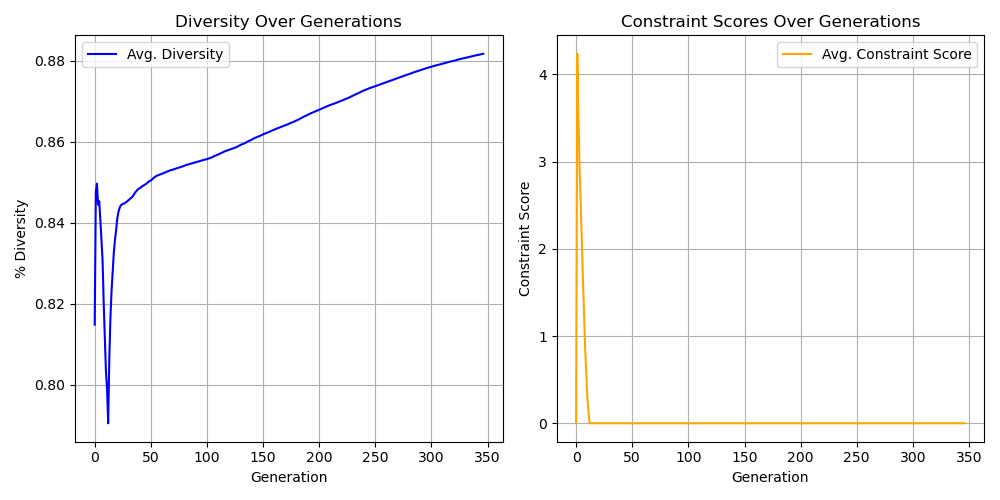 Diversity Over Generations
Avg. Diversity
% Diversity
0.88
0.86
0.84
0.82
0.80
0 50 100 150 200 250 300 350
Generation
Constraint Scores Over Generations
Avg. Constraint Score
Constraint Score
4
3
2
1
0
0 50 100 150 200 250 300 350
Generation